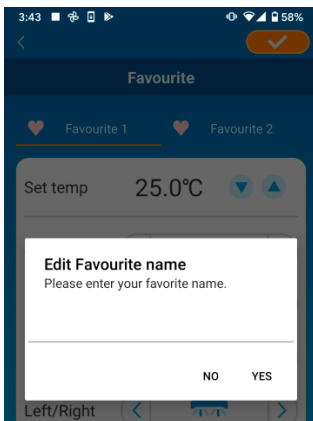 3:43 58%
Favourite
Favourite 1 Favourite 2
Set temp 25.0°C
Edit Favourite name
Please enter your favorite name.
NO YES
Left/Right